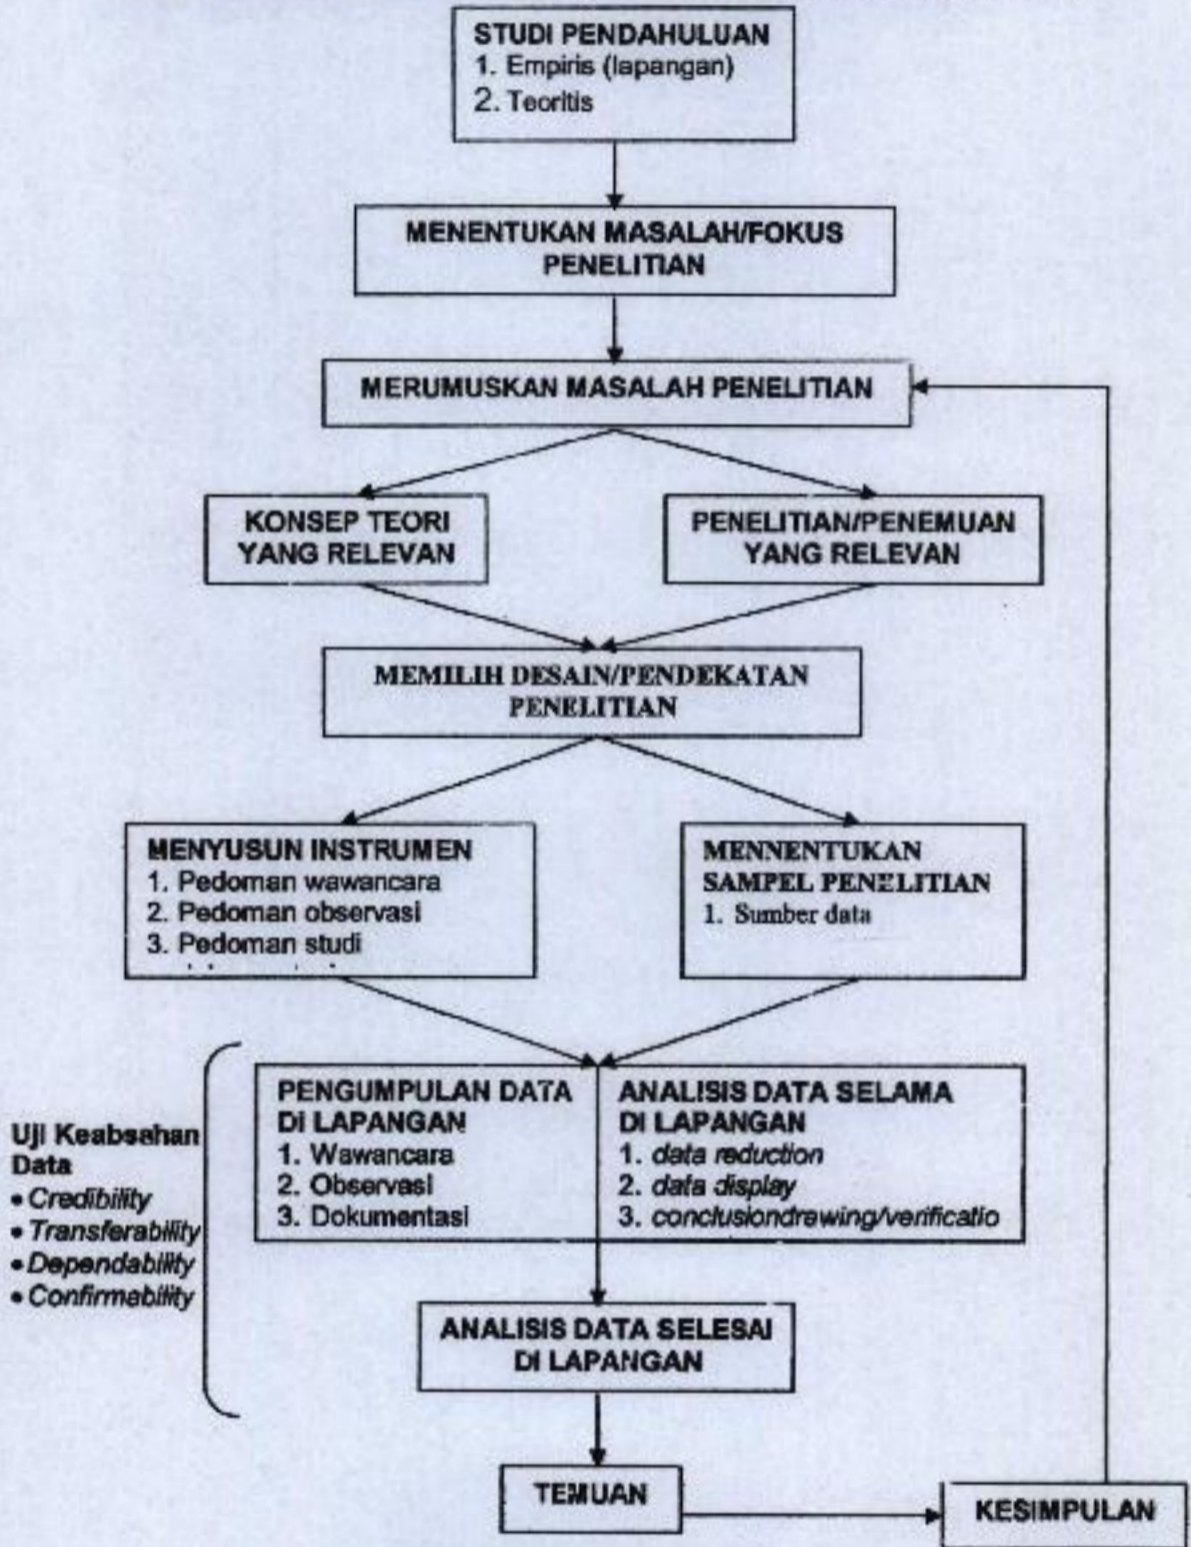 STUDI PENDAHULUAN
1. Empiris (lapangan)
2. Teoritis
MENENTUKAN MASALAH/FOKUS
PENELITIAN
MERUMUSKAN MASALAH PENELITIAN
KONSEP TEORI
YANG RELEVAN
PENELITIAN/PENEMUAN
YANG RELEVAN
MEMILIH DESAIN/PENDEKATAN
PENELITIAN
MENYUSUN INSTRUMEN
1. Pedoman wawancara
2. Pedoman observasi
3. Pedoman studi
MENNENTUKAN
SAMPEL PENELITIAN
1. Sumber data
Uji Keabsahan
Data
• Credibility
• Transferability
• Dependability
• Confirmability
PENGUMPULAN DATA
DI LAPANGAN
1. Wawancara
2. Observasi
3. Dokumentasi
ANALISIS DATA SELAMA
DI LAPANGAN
1. data reduction
2. data display
3. conclusiondrawing/verificatio
ANALISIS DATA SELESAI
DI LAPANGAN
TEMUAN
KESIMPULAN